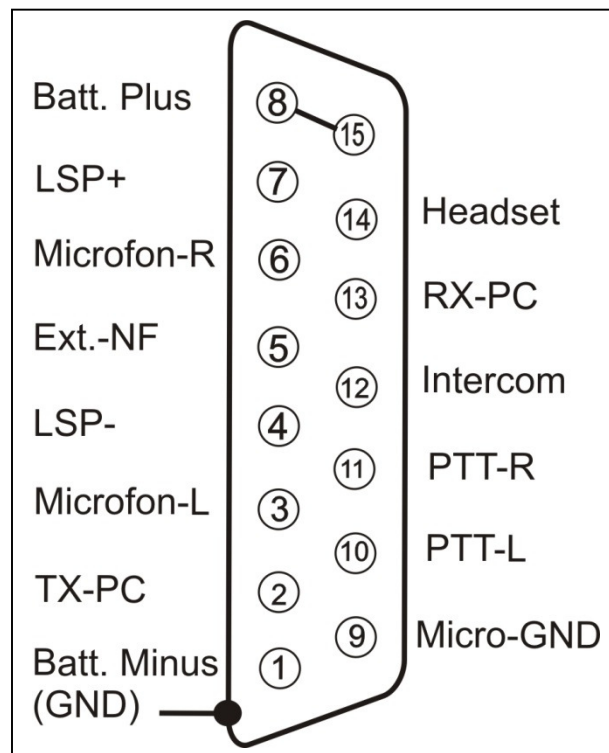 Batt. Plus
8
15
LSP+
7
14
Headset
Microfon-R
6
13
RX-PC
Ext.-NF
5
12
Intercom
LSP-
4
11
PTT-R
Microfon-L
3
10
PTT-L
TX-PC
2
9
Micro-GND
Batt. Minus
(GND)
1